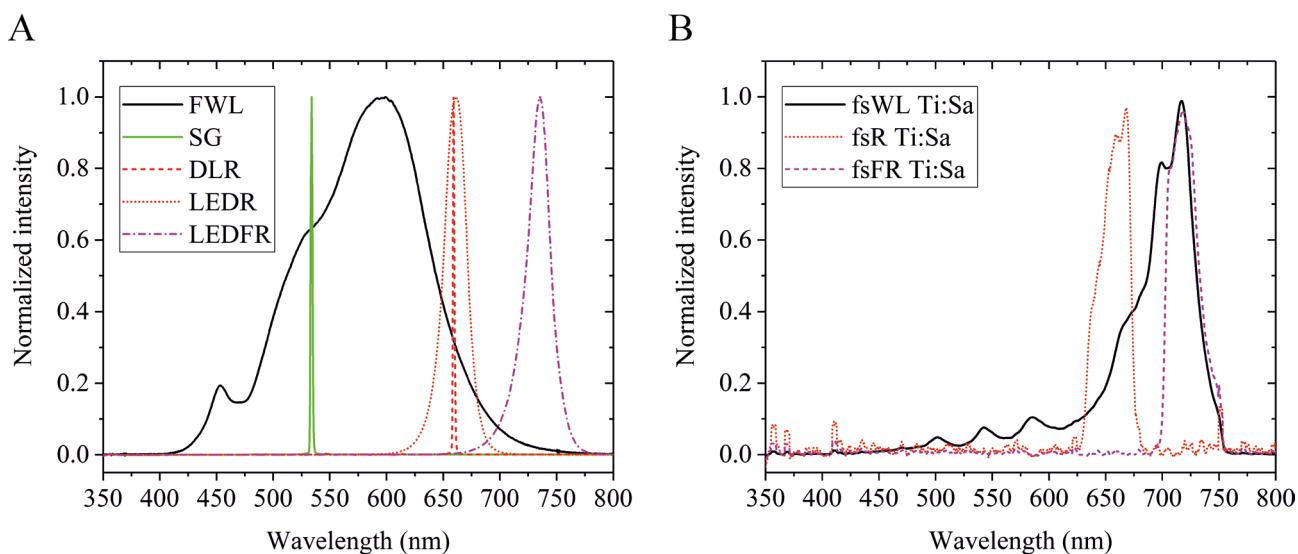 A
Normalized intensity
1.0
0.8
0.6
0.4
0.2
0.0
FWL
SG
DLR
LEDR
LEDFR
350 400 450 500 550 600 650 700 750 800
Wavelength (nm)
B
Normalized intensity
1.0
0.8
0.6
0.4
0.2
0.0
fsWL Ti:Sa
fsR Ti:Sa
fsFR Ti:Sa
350 400 450 500 550 600 650 700 750 800
Wavelength (nm)